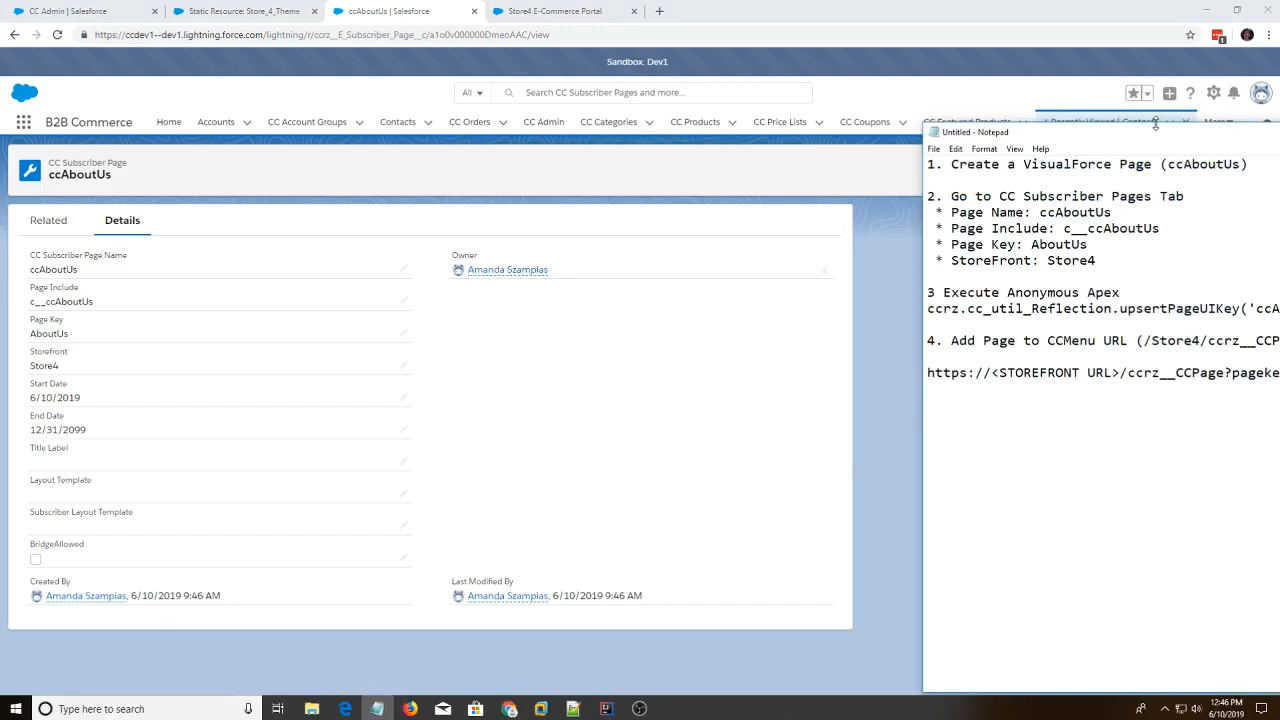 CC Admin | Salesforce
Static Resource: Store_4_Theme
ccAboutUs | Salesforce
Store4 E-Commerce Portal
https://ccdev1--dev1.lightning.force.com/lightning/r/ccrz__E_Subscriber_Page__c/a1o0v000000DmeoAAC/view
1
Sandbox: Dev1
All
Search CC Subscriber Pages and more...
B2B Commerce
Home
Accounts
CC Account Groups
Contacts
CC Orders
CC Admin
CC Categories
CC Products
CC Price Lists
CC Coupons
CC Subscriber Page
ccAboutUs
Related
Details
CC Subscriber Page Name
ccAboutUs
Page Include
c__ccAboutUs
Page Key
AboutUs
Storefront
Store4
Start Date
6/10/2019
End Date
12/31/2099
Title Label
Layout Template
Subscriber Layout Template
BridgeAllowed
Created By
Amanda Szampias, 6/10/2019 9:46 AM
Owner
Amanda Szampias
Last Modified By
Amanda Szampias, 6/10/2019 9:46 AM
Untitled - Notepad
File Edit Format View Help
1. Create a VisualForce Page (ccAboutUs)
2. Go to CC Subscriber Pages Tab
* Page Name: ccAboutUs
* Page Include: c__ccAboutUs
* Page Key: AboutUs
* StoreFront: Store4
3 Execute Anonymous Apex
ccrz.cc_util_Reflection.upsertPageUIKey('ccA
4. Add Page to CCMenu URL (/Store4/ccrz__CCP
https://<STOREFRONT URL>/ccrz__CCPage?pageke
Type here to search
12:46 PM
6/10/2019